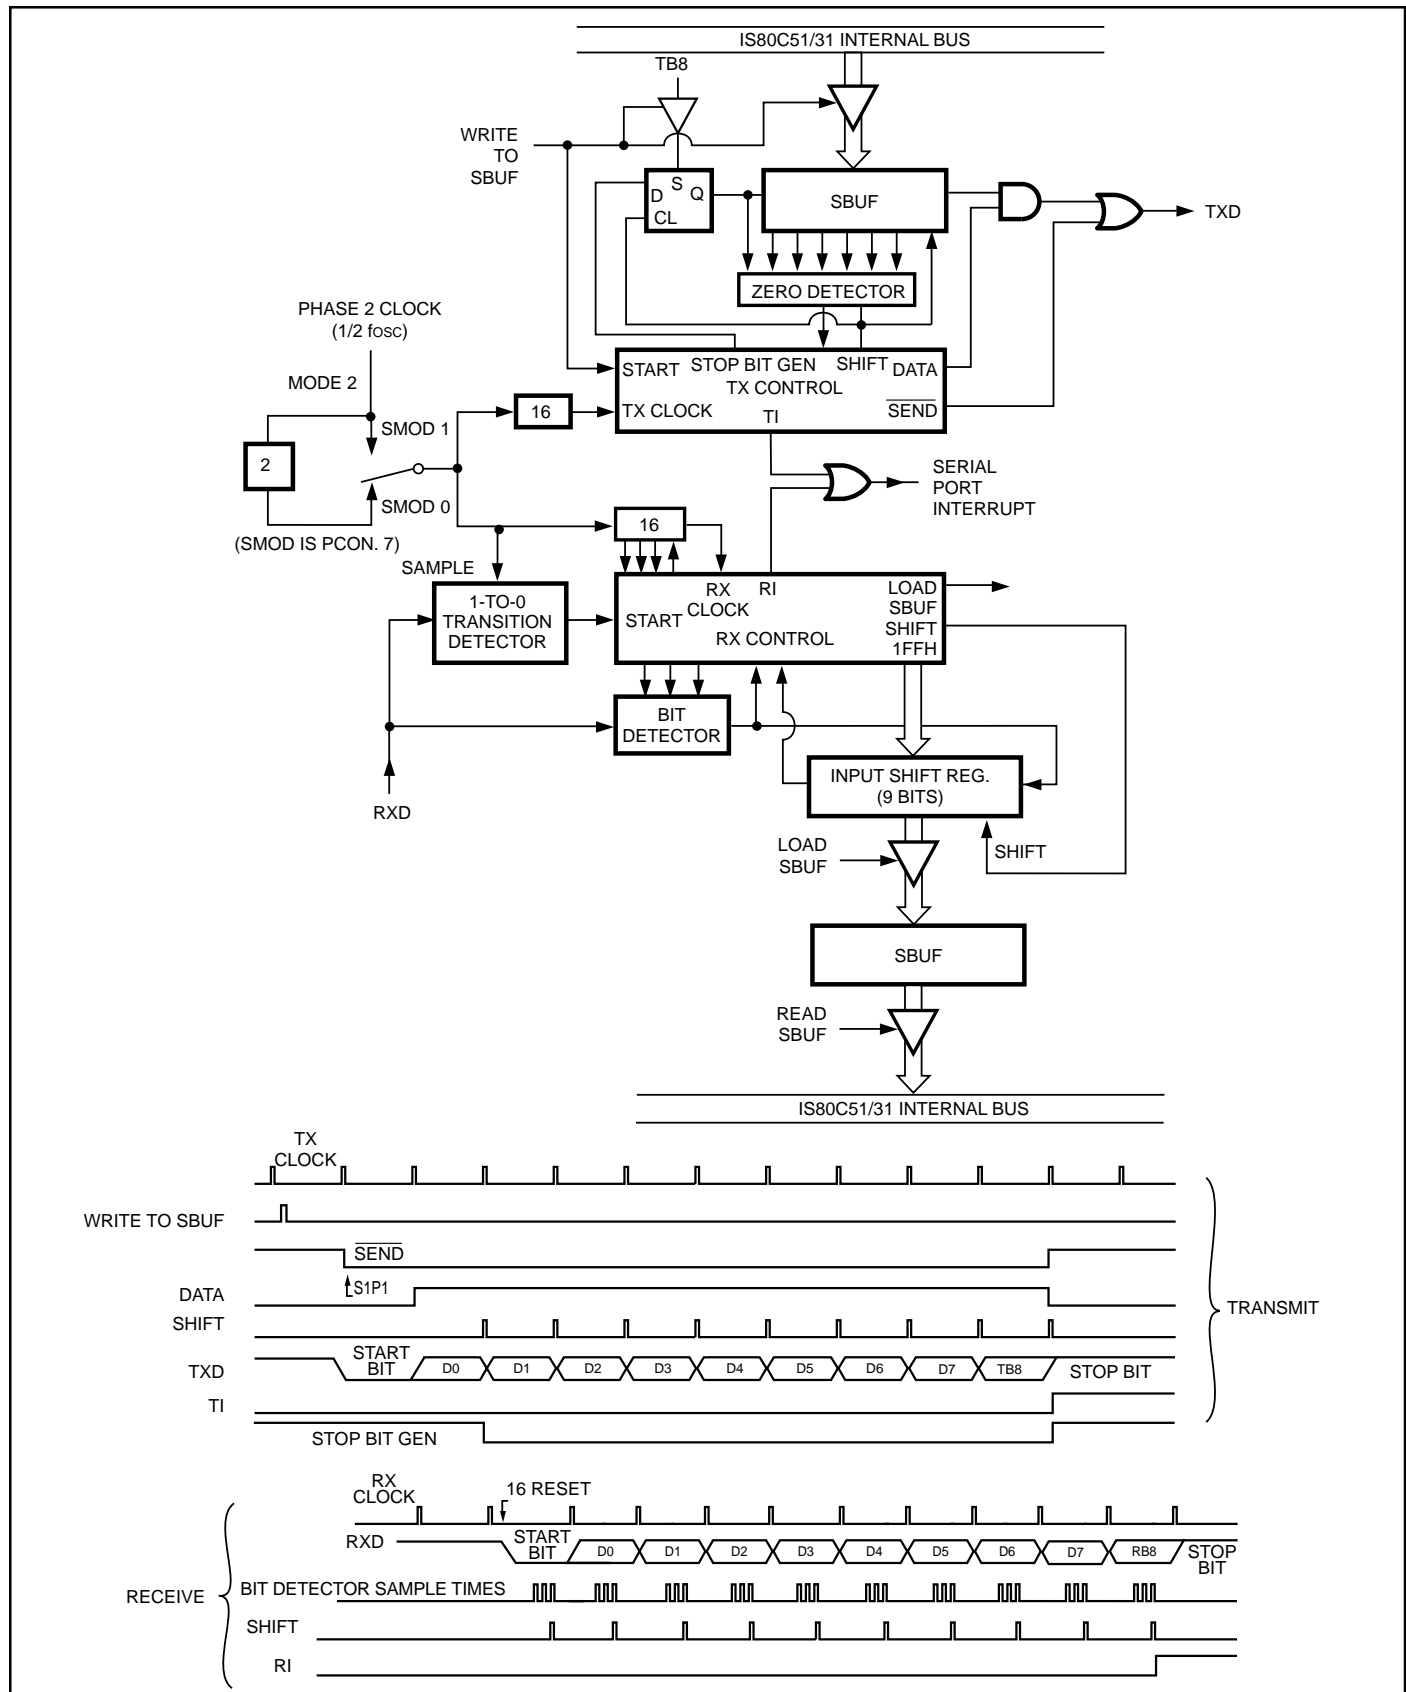 IS80C51/31 INTERNAL BUS
TB8
WRITE
TO
SBUF
S
D
Q
CL
SBUF
TXD
ZERO DETECTOR
PHASE 2 CLOCK
(1/2 fOSC)
MODE 2
SMOD 1
2
SMOD 0
(SMOD IS PCON. 7)
16
START
STOP BIT GEN
SHIFT
DATA
TX CONTROL
TX CLOCK
TI
SEND
SERIAL
PORT
INTERRUPT
16
SAMPLE
1-TO-0
TRANSITION
DETECTOR
RX
CLOCK
RI
START
RX CONTROL
LOAD
SBUF
SHIFT
1FFH
BIT
DETECTOR
RXD
INPUT SHIFT REG.
(9 BITS)
LOAD
SBUF
SHIFT
SBUF
READ
SBUF
IS80C51/31 INTERNAL BUS
TX
CLOCK
WRITE TO SBUF
SEND
S1P1
DATA
SHIFT
TXD
START
BIT
D0 D1 D2 D3 D4 D5 D6 D7 TB8
STOP BIT
TI
STOP BIT GEN
TRANSMIT
RX
CLOCK
16 RESET
RXD
START
BIT
D0 D1 D2 D3 D4 D5 D6 D7 RB8
STOP
BIT
RECEIVE
BIT DETECTOR SAMPLE TIMES
SHIFT
RI